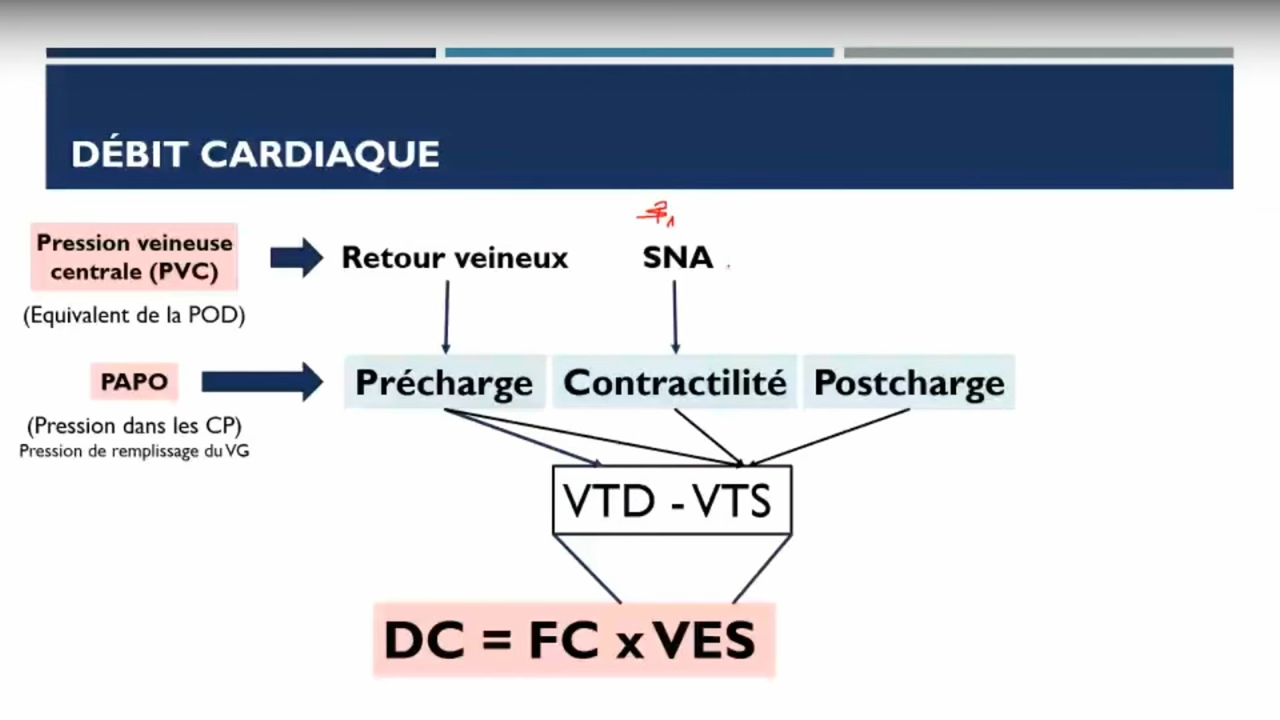 DÉBIT CARDIAQUE
Pression veineuse
centrale (PVC)
Retour veineux
SNA
(Equivalent de la POD)
PAPO
Précharge
Contractilité
Postcharge
(Pression dans les CP)
Pression de remplissage du VG
VTD - VTS
DC = FC x VES